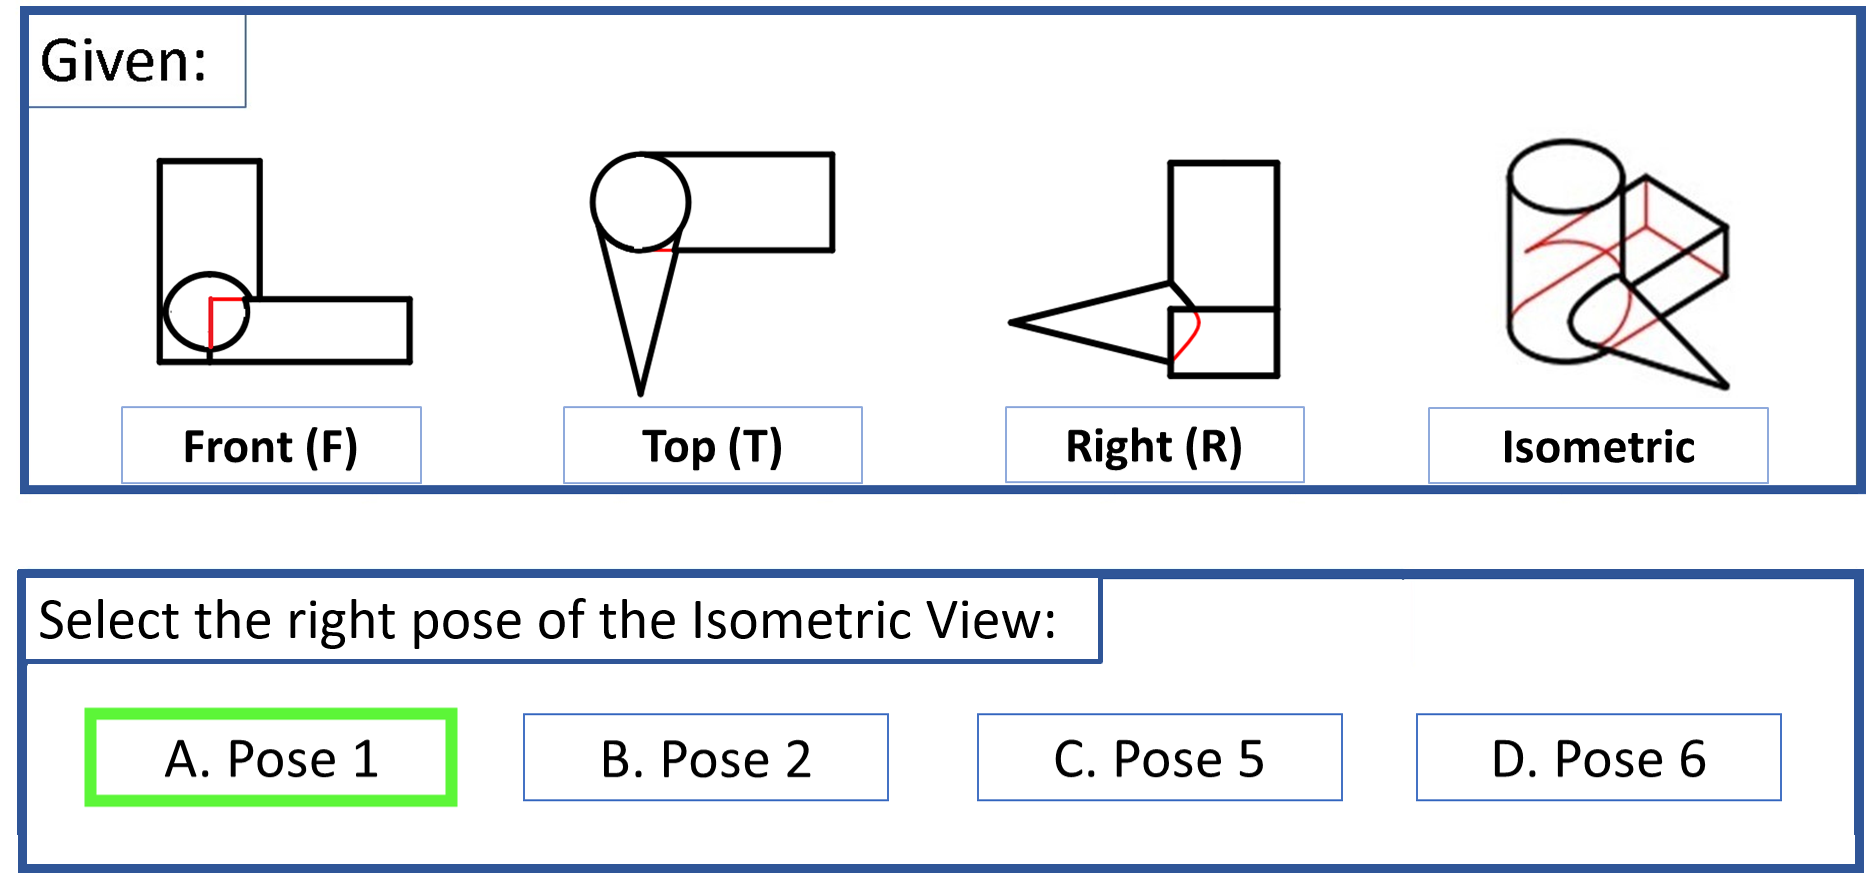 Given:
Front (F)
Top (T)
Right (R)
Isometric
Select the right pose of the Isometric View:
A. Pose 1
B. Pose 2
C. Pose 5
D. Pose 6